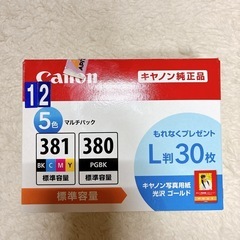 Canon
キヤノン純正品
12
5色
マルチパック
381
BK C M Y
標準容量
380
PGBK
標準容量
もれなくプレゼント
L判30枚
キヤノン写真用紙
光沢 ゴールド
標準容量